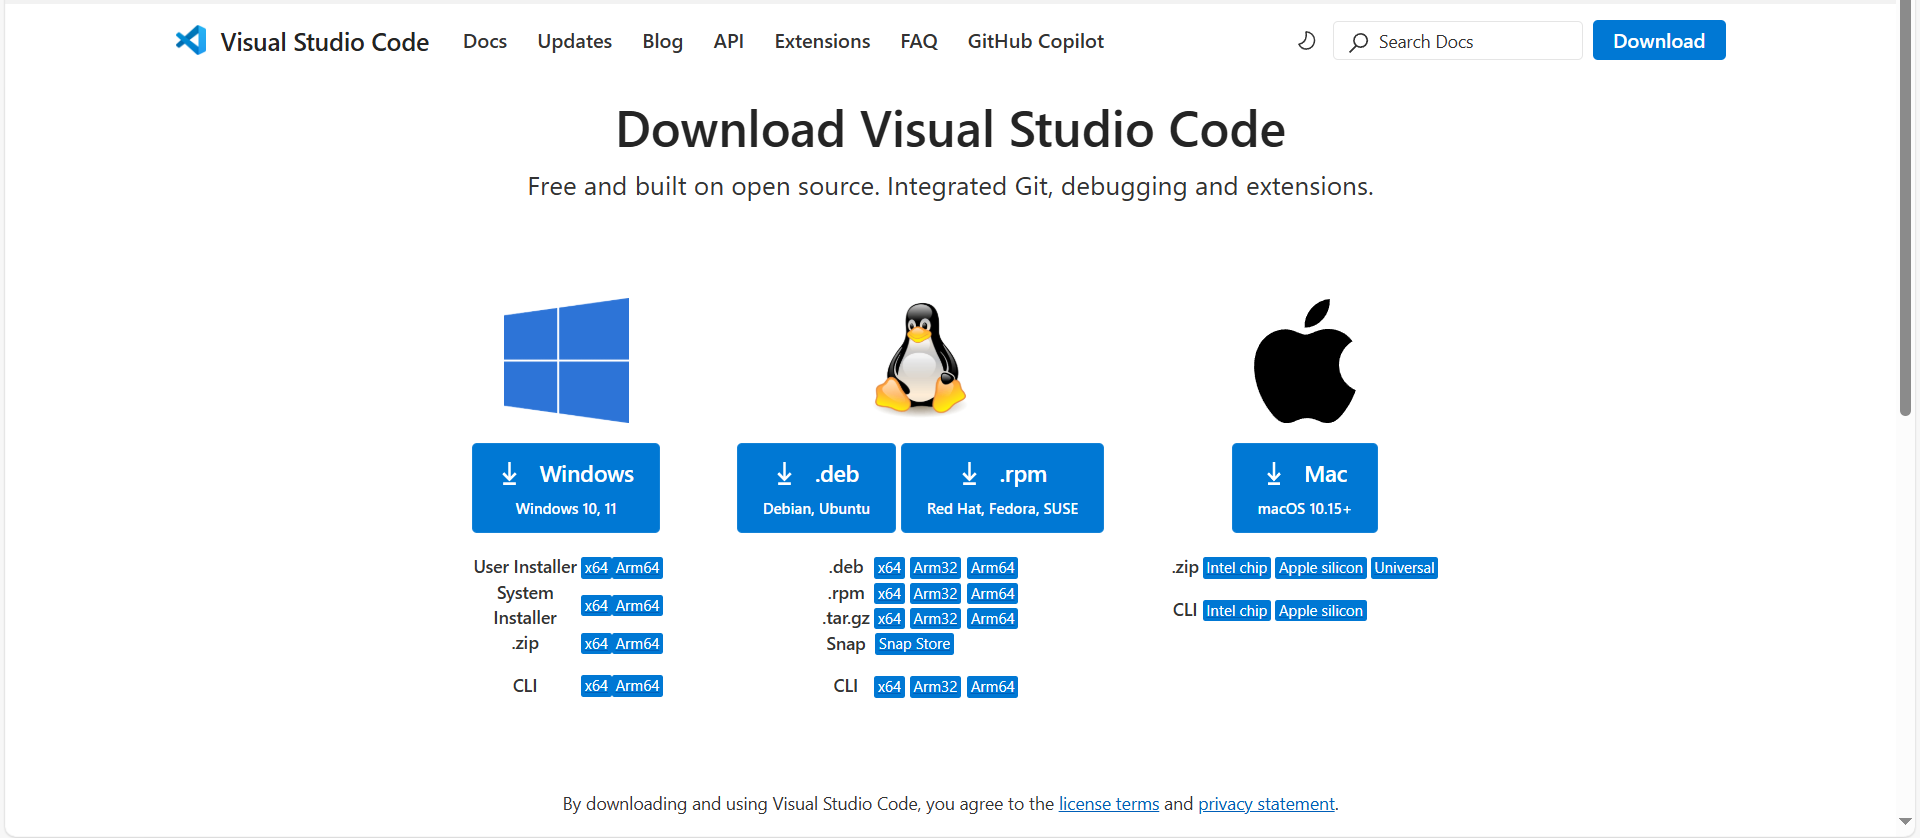 Visual Studio Code Docs Updates Blog API Extensions FAQ GitHub Copilot Search Docs Download
Download Visual Studio Code
Free and built on open source. Integrated Git, debugging and extensions.
Windows
Windows 10, 11
User Installer x64 Arm64
System
Installer x64 Arm64
.zip x64 Arm64
CLI x64 Arm64
.deb
Debian, Ubuntu
.rpm
Red Hat, Fedora, SUSE
.deb x64 Arm32 Arm64
.rpm x64 Arm32 Arm64
.tar.gz x64 Arm32 Arm64
Snap Snap Store
CLI x64 Arm32 Arm64
Mac
macOS 10.15+
.zip Intel chip Apple silicon Universal
CLI Intel chip Apple silicon
By downloading and using Visual Studio Code, you agree to the license terms and privacy statement.